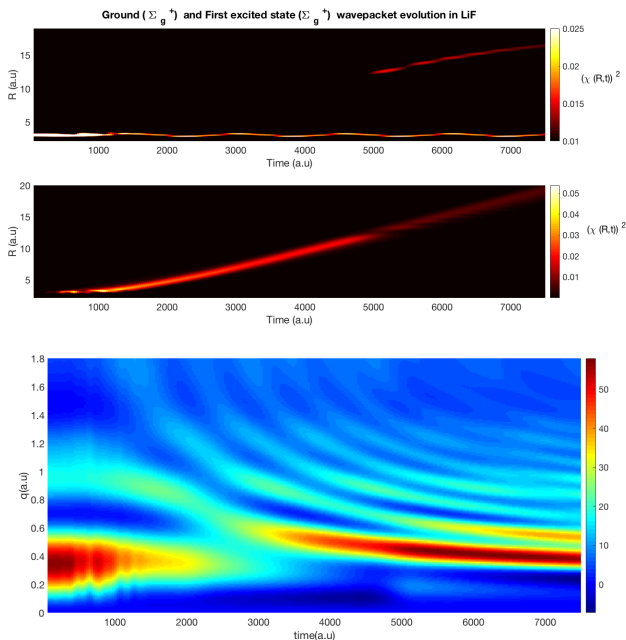 Ground ( Σ g + ) and First excited state (Σ g + ) wavepacket evolution in LiF
15
10
5
R (a.u)
1000 2000 3000 4000 5000 6000 7000
Time (a.u)
0.025
0.02
0.015
0.01
(χ (R,t)) 2
20
15
10
5
R (a.u)
1000 2000 3000 4000 5000 6000 7000
Time (a.u)
0.05
0.04
0.03
0.02
0.01
(χ (R,t)) 2
1.8
1.6
1.4
1.2
1
0.8
0.6
0.4
0.2
0
q(a.u)
1000 2000 3000 4000 5000 6000 7000
time(a.u)
50
40
30
20
10
0